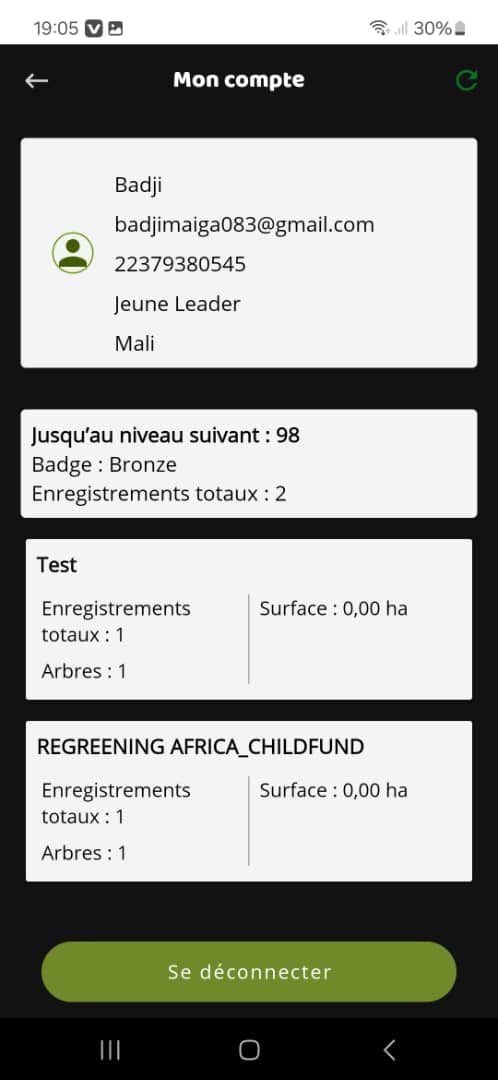 19:05 30%
Mon compte
Badji
badjimaiga083@gmail.com
22379380545
Jeune Leader
Mali
Jusqu’au niveau suivant : 98
Badge : Bronze
Enregistrements totaux : 2
Test
Enregistrements
totaux : 1
Arbres : 1
Surface : 0,00 ha
REGREENING AFRICA_CHILDFUND
Enregistrements
totaux : 1
Arbres : 1
Surface : 0,00 ha
Se déconnecter